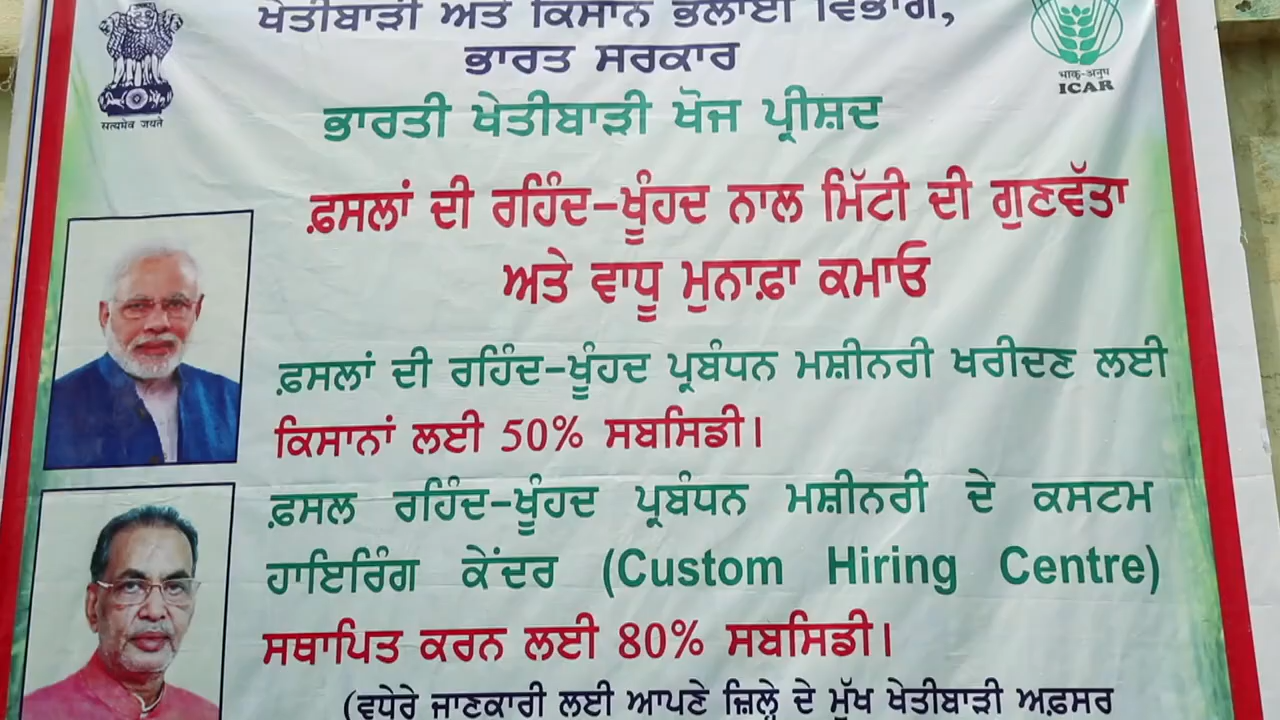 ਖੇਤੀਬਾੜੀ ਅਤੇ ਕਿਸਾਨ ਭਲਾਈ ਵਿਭਾਗ,
ਭਾਰਤ ਸਰਕਾਰ
सत्यमेव जयते
भाकृ-अनुप
ICAR
ਭਾਰਤੀ ਖੇਤੀਬਾੜੀ ਖੋਜ ਪ੍ਰੀਸ਼ਦ
ਫ਼ਸਲਾਂ ਦੀ ਰਹਿੰਦ-ਖੂੰਹਦ ਨਾਲ ਮਿੱਟੀ ਦੀ ਗੁਣਵੱਤਾ
ਅਤੇ ਵਾਧੂ ਮੁਨਾਫ਼ਾ ਕਮਾਓ
ਫ਼ਸਲਾਂ ਦੀ ਰਹਿੰਦ-ਖੂੰਹਦ ਪ੍ਰਬੰਧਨ ਮਸ਼ੀਨਰੀ ਖਰੀਦਣ ਲਈ
ਕਿਸਾਨਾਂ ਲਈ 50% ਸਬਸਿਡੀ।
ਫ਼ਸਲ ਰਹਿੰਦ-ਖੂੰਹਦ ਪ੍ਰਬੰਧਨ ਮਸ਼ੀਨਰੀ ਦੇ ਕਸਟਮ
ਹਾਇਰਿੰਗ ਕੇਂਦਰ (Custom Hiring Centre)
ਸਥਾਪਿਤ ਕਰਨ ਲਈ 80% ਸਬਸਿਡੀ।
(ਵਧੇਰੇ ਜਾਣਕਾਰੀ ਲਈ ਆਪਣੇ ਜ਼ਿਲ੍ਹੇ ਦੇ ਮੁੱਖ ਖੇਤੀਬਾੜੀ ਅਫ਼ਸਰ